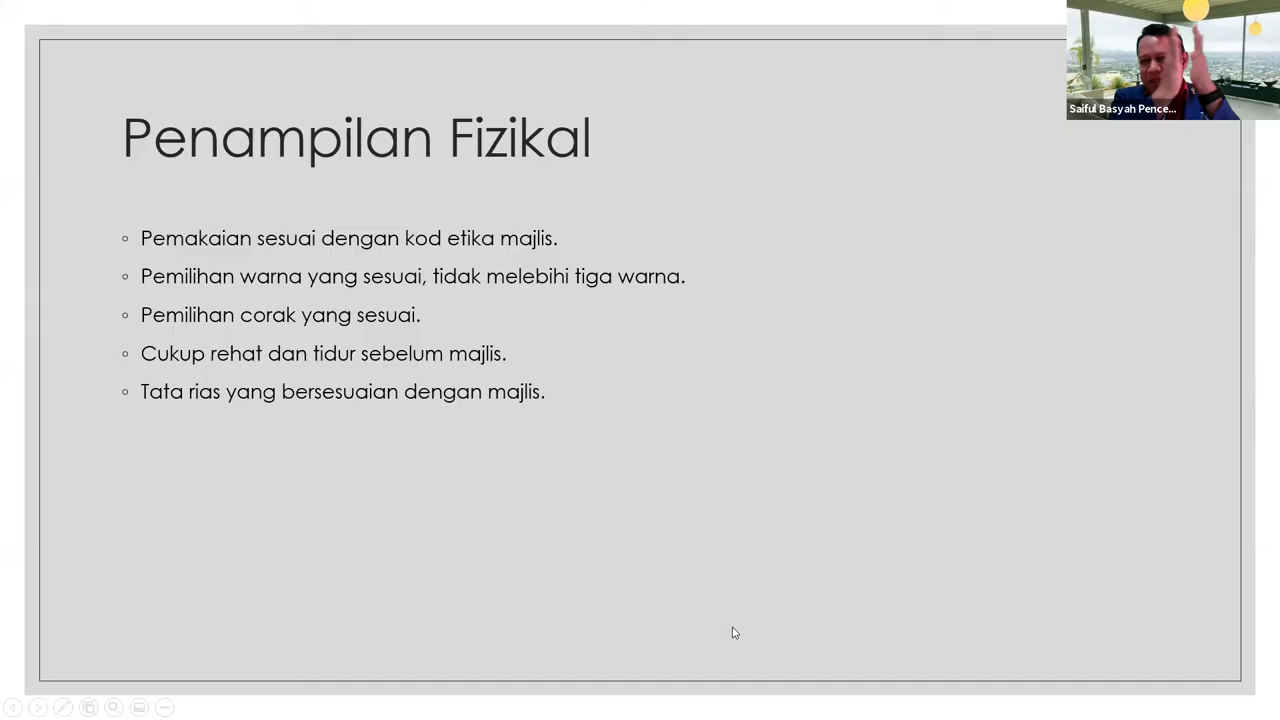 Saiful Basyah Pence...
Penampilan Fizikal
◦ Pemakaian sesuai dengan kod etika majlis.
◦ Pemilihan warna yang sesuai, tidak melebihi tiga warna.
◦ Pemilihan corak yang sesuai.
◦ Cukup rehat dan tidur sebelum majlis.
◦ Tata rias yang bersesuaian dengan majlis.